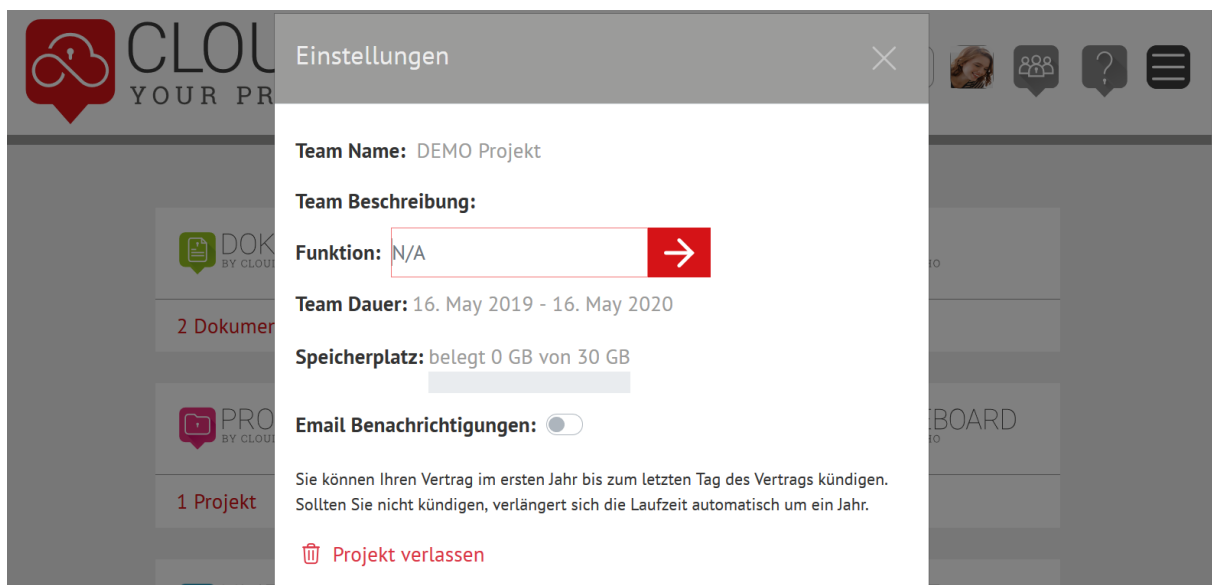 CLOU
YOUR PR
Einstellungen
Team Name: DEMO Projekt
Team Beschreibung:
Funktion: N/A
Team Dauer: 16. May 2019 - 16. May 2020
Speicherplatz: belegt 0 GB von 30 GB
Email Benachrichtigungen:
Sie können Ihren Vertrag im ersten Jahr bis zum letzten Tag des Vertrags kündigen.
Sollten Sie nicht kündigen, verlängert sich die Laufzeit automatisch um ein Jahr.
Projekt verlassen
DOK
BY CLOU
2 Dokumen
HO
PRO
BY CLOU
1 Projekt
EBOARD
HO